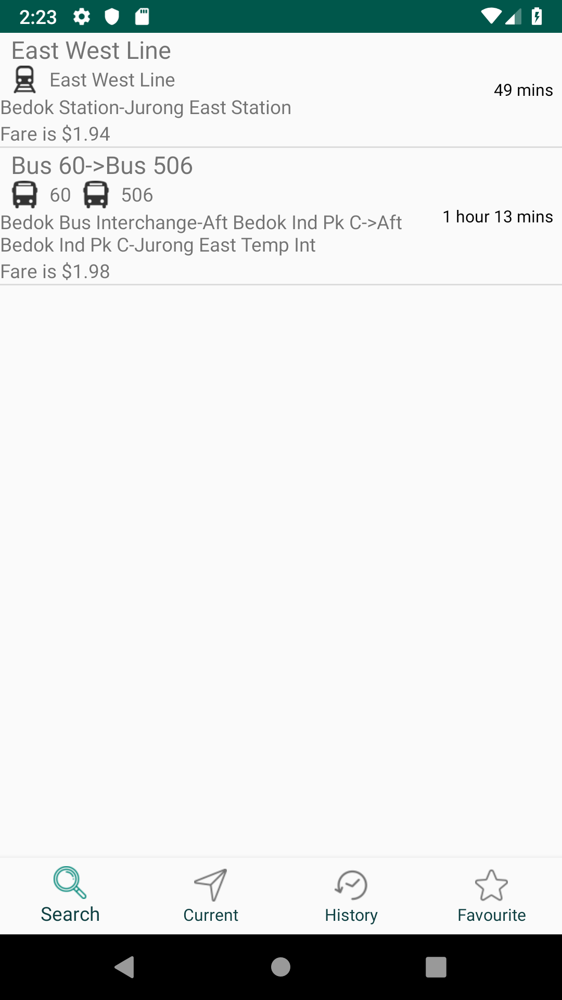 2:23
East West Line
East West Line
49 mins
Bedok Station-Jurong East Station
Fare is $1.94
Bus 60->Bus 506
60 506
Bedok Bus Interchange-Aft Bedok Ind Pk C->Aft
1 hour 13 mins
Bedok Ind Pk C-Jurong East Temp Int
Fare is $1.98
Search Current History Favourite